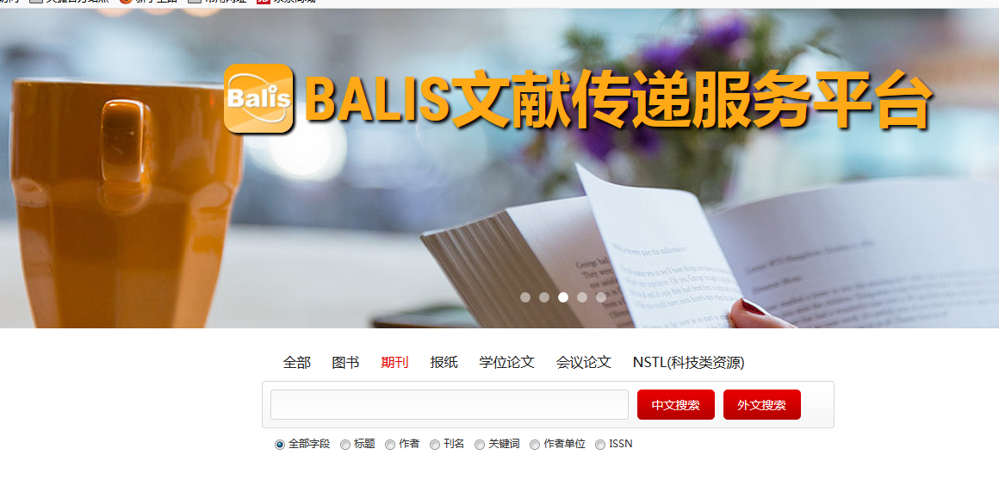 Balis
BALIS文献传递服务平台
全部 图书 期刊 报纸 学位论文 会议论文 NSTL(科技类资源)
中文搜索 外文搜索
全部字段 标题 作者 刊名 关键词 作者单位 ISSN